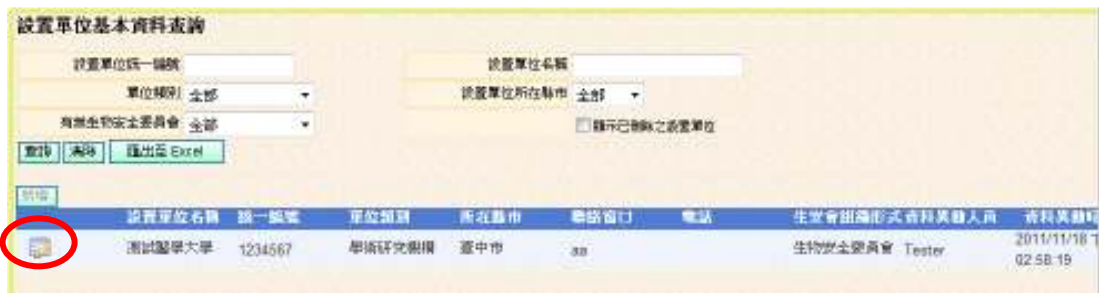 設置單位基本資料查詢
設置單位統一編號 設置單位名稱
單位類別 全部 設置單位所在縣市 全部
有無生物安全委員會 全部 顯示已刪除之設置單位
查詢 清除 匯出至 Excel
新增
設置單位名稱 統一編號 單位類別 所在縣市 聯絡窗口 電話 生安會組織形式 資料異動人員 資料異動時
測試醫學大學 1234567 學術研究機構 臺中市 aa 生物安全委員會 Tester 2011/11/18
02:58:19